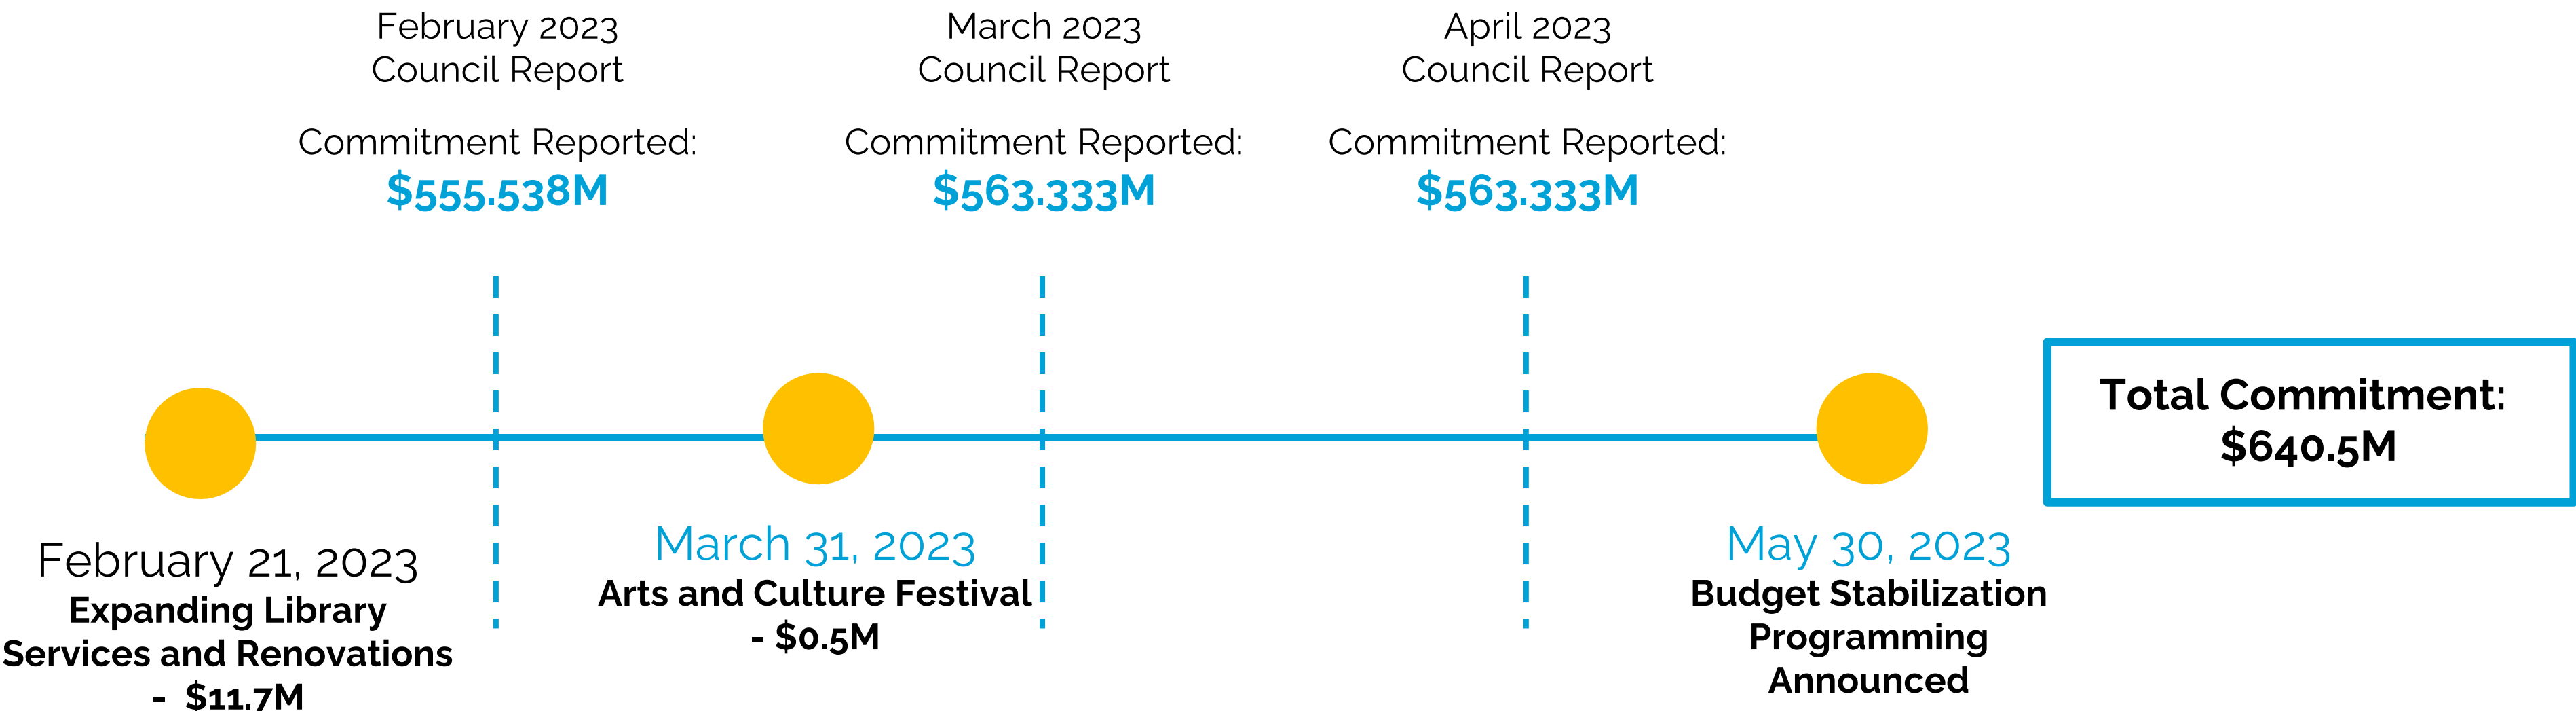 February 2023
Council Report
Commitment Reported:
$555.538M
March 2023
Council Report
Commitment Reported:
$563.333M
April 2023
Council Report
Commitment Reported:
$563.333M
Total Commitment:
$640.5M
February 21, 2023
Expanding Library
Services and Renovations
- $11.7M
March 31, 2023
Arts and Culture Festival
- $0.5M
May 30, 2023
Budget Stabilization
Programming
Announced